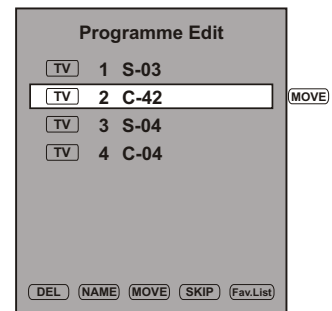 Programme Edit
TV 1 S-03
TV 2 C-42 MOVE
TV 3 S-04
TV 4 C-04
DEL NAME MOVE SKIP Fav.List